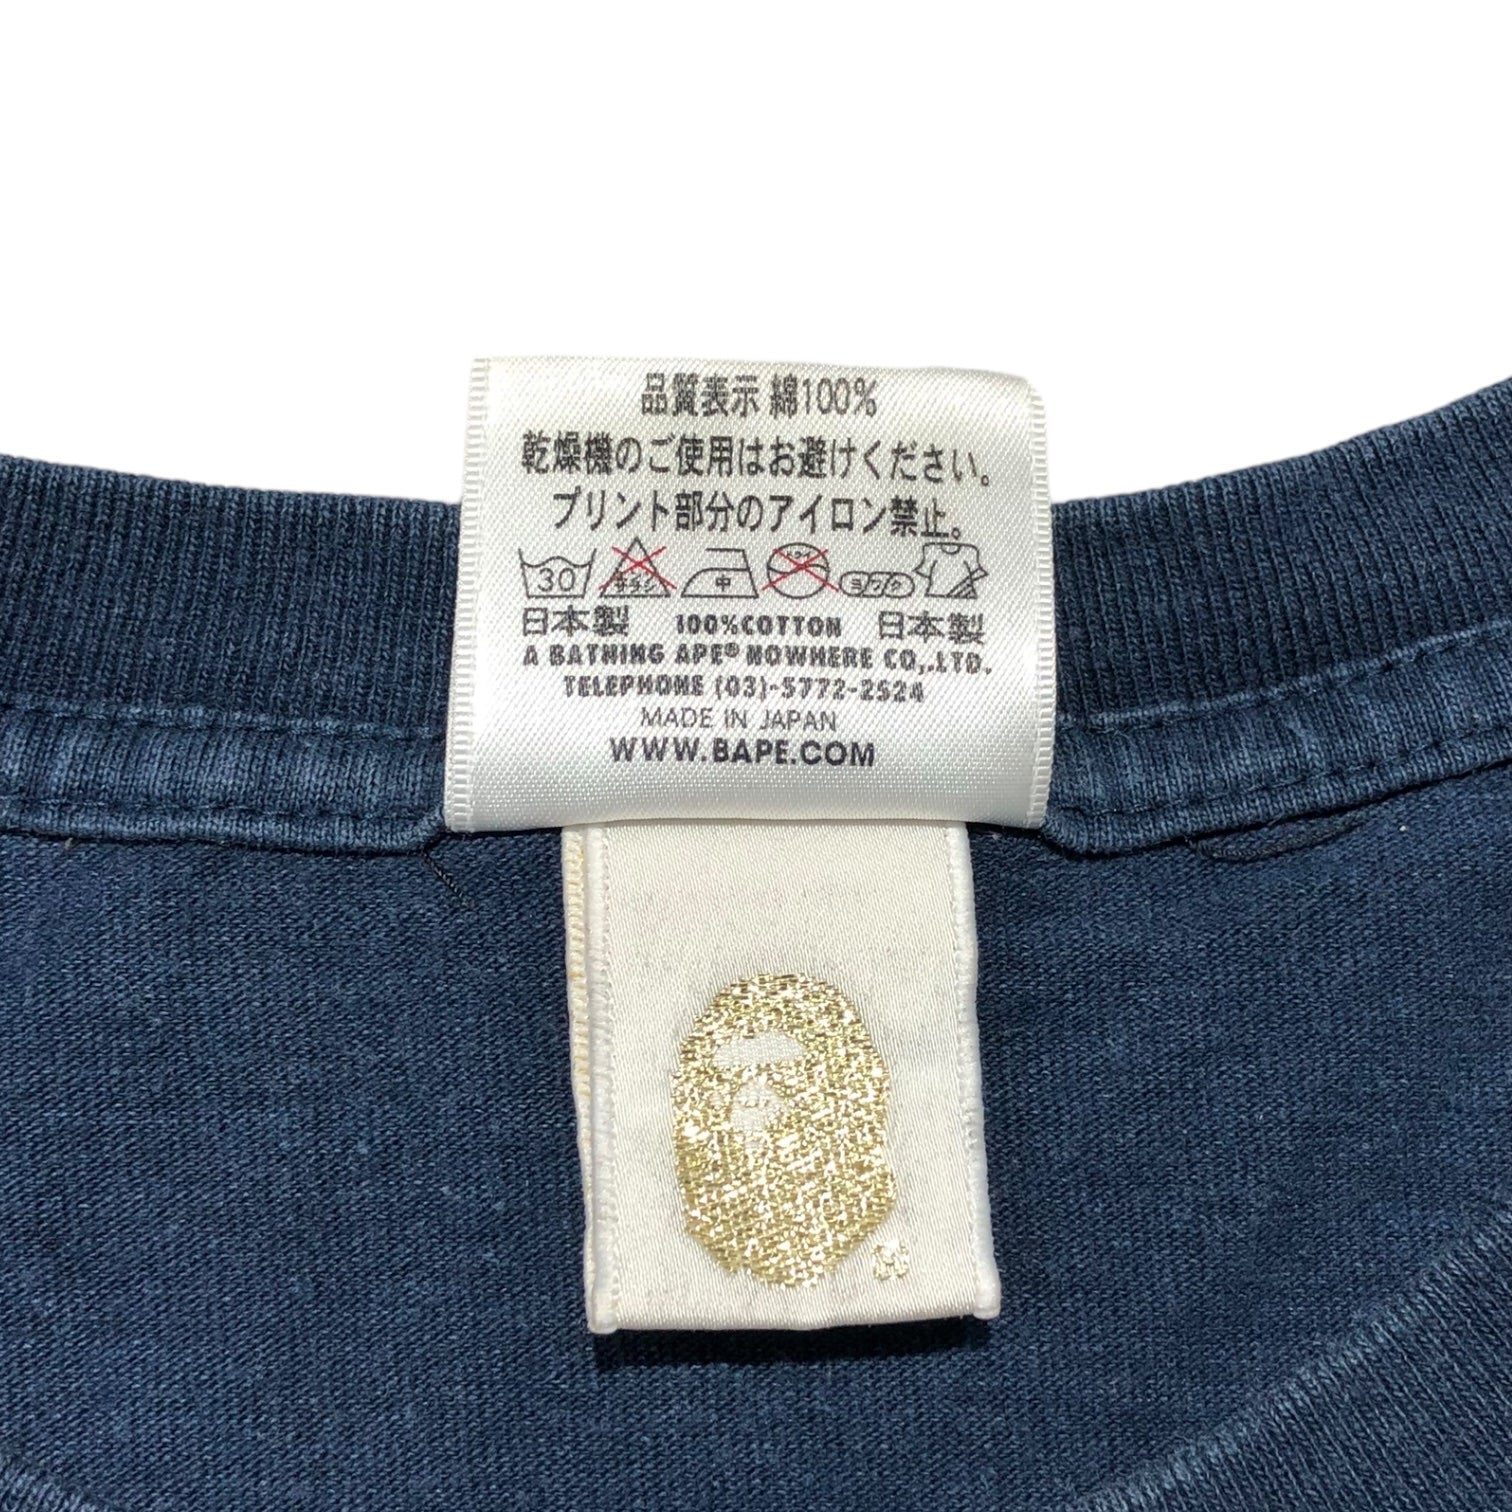 品質表示 綿100%
乾燥機のご使用はお避けください。
プリント部分のアイロン禁止。
30 中 ヨワク
日本製 100%COTTON 日本製
A BATHING APE® NOWHERE CO,.LTD.
TELEPHONE (03)-5772-2524
MADE IN JAPAN
WWW.BAPE.COM